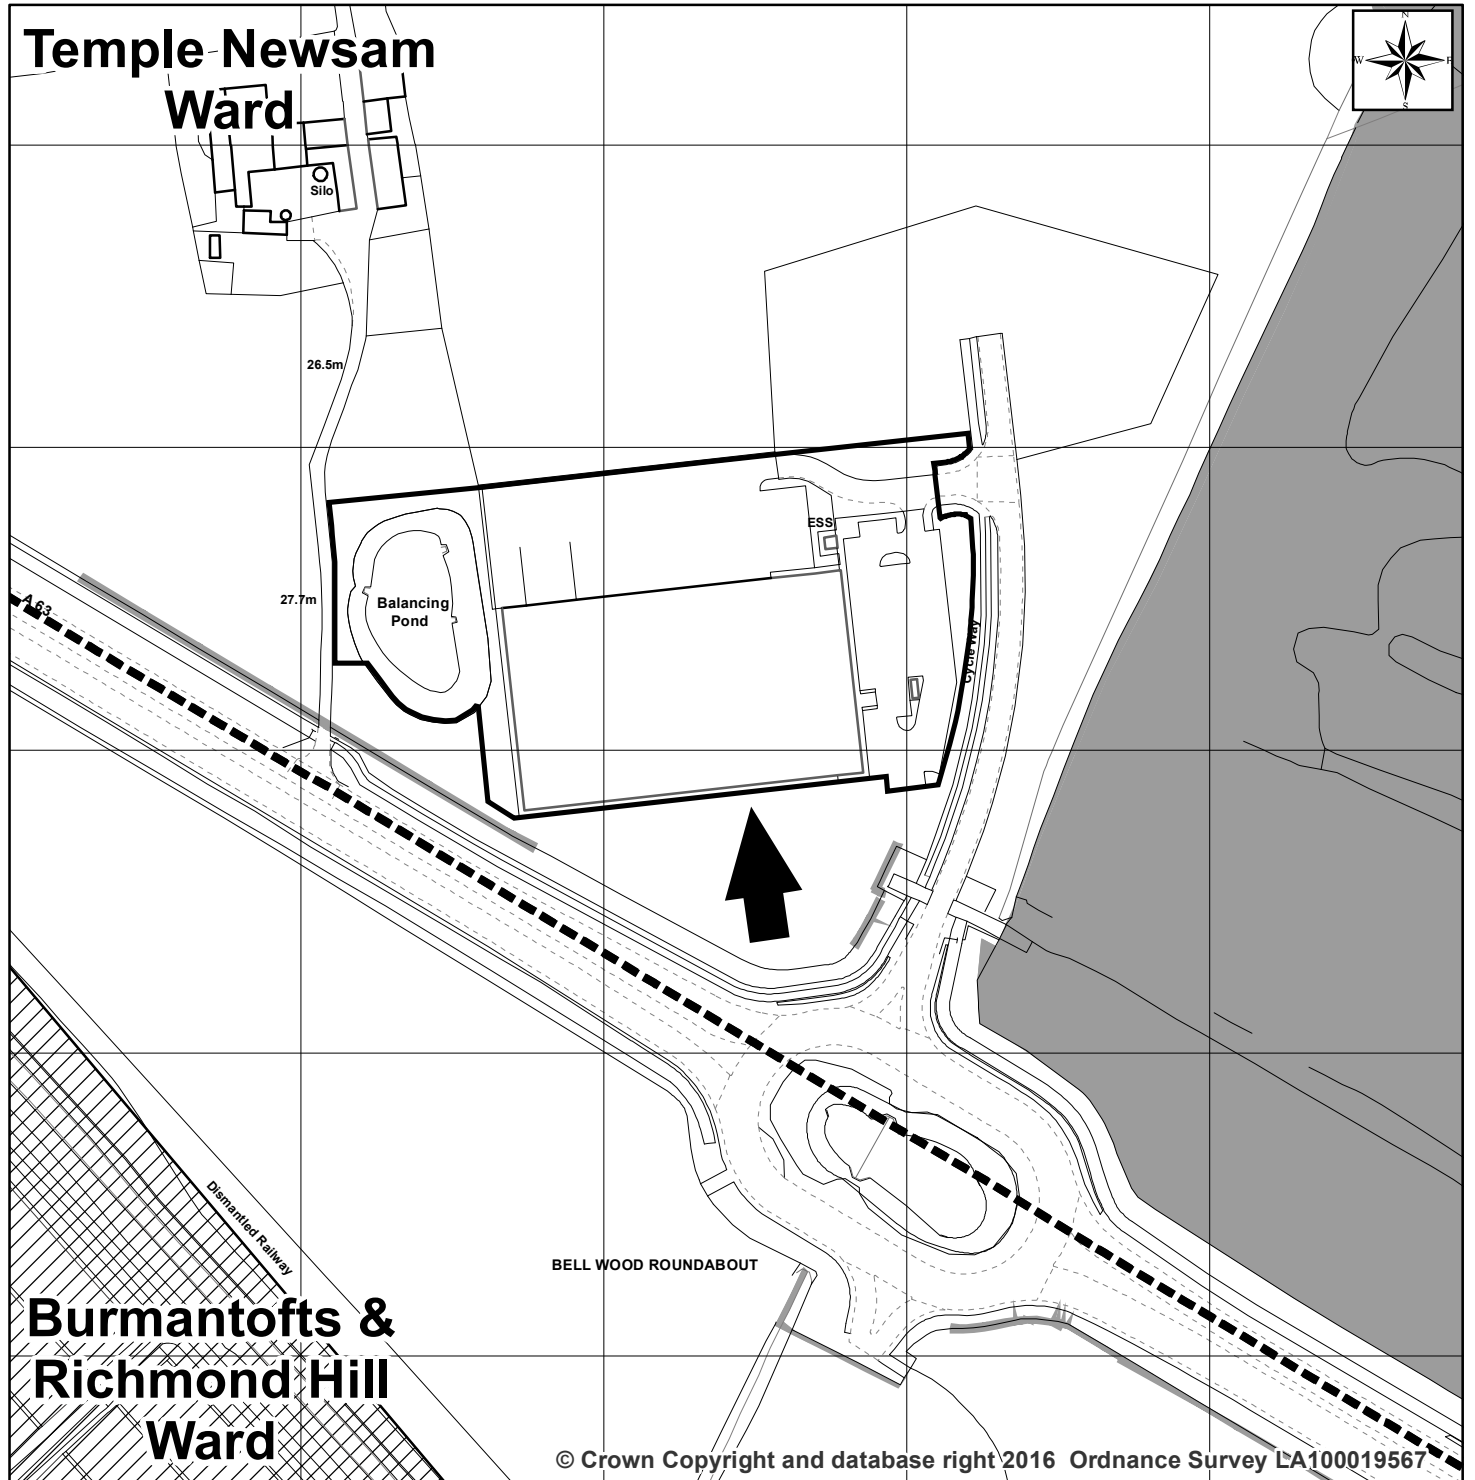 Temple Newsam
Ward
N
W
E
S
Silo
26.5m
ESS
27.7m
Balancing
Pond
A 63
Cycle Way
Dismantled Railway
BELL WOOD ROUNDABOUT
Burmantofts &
Richmond Hill
Ward
© Crown Copyright and database right 2016 Ordnance Survey LA100019567